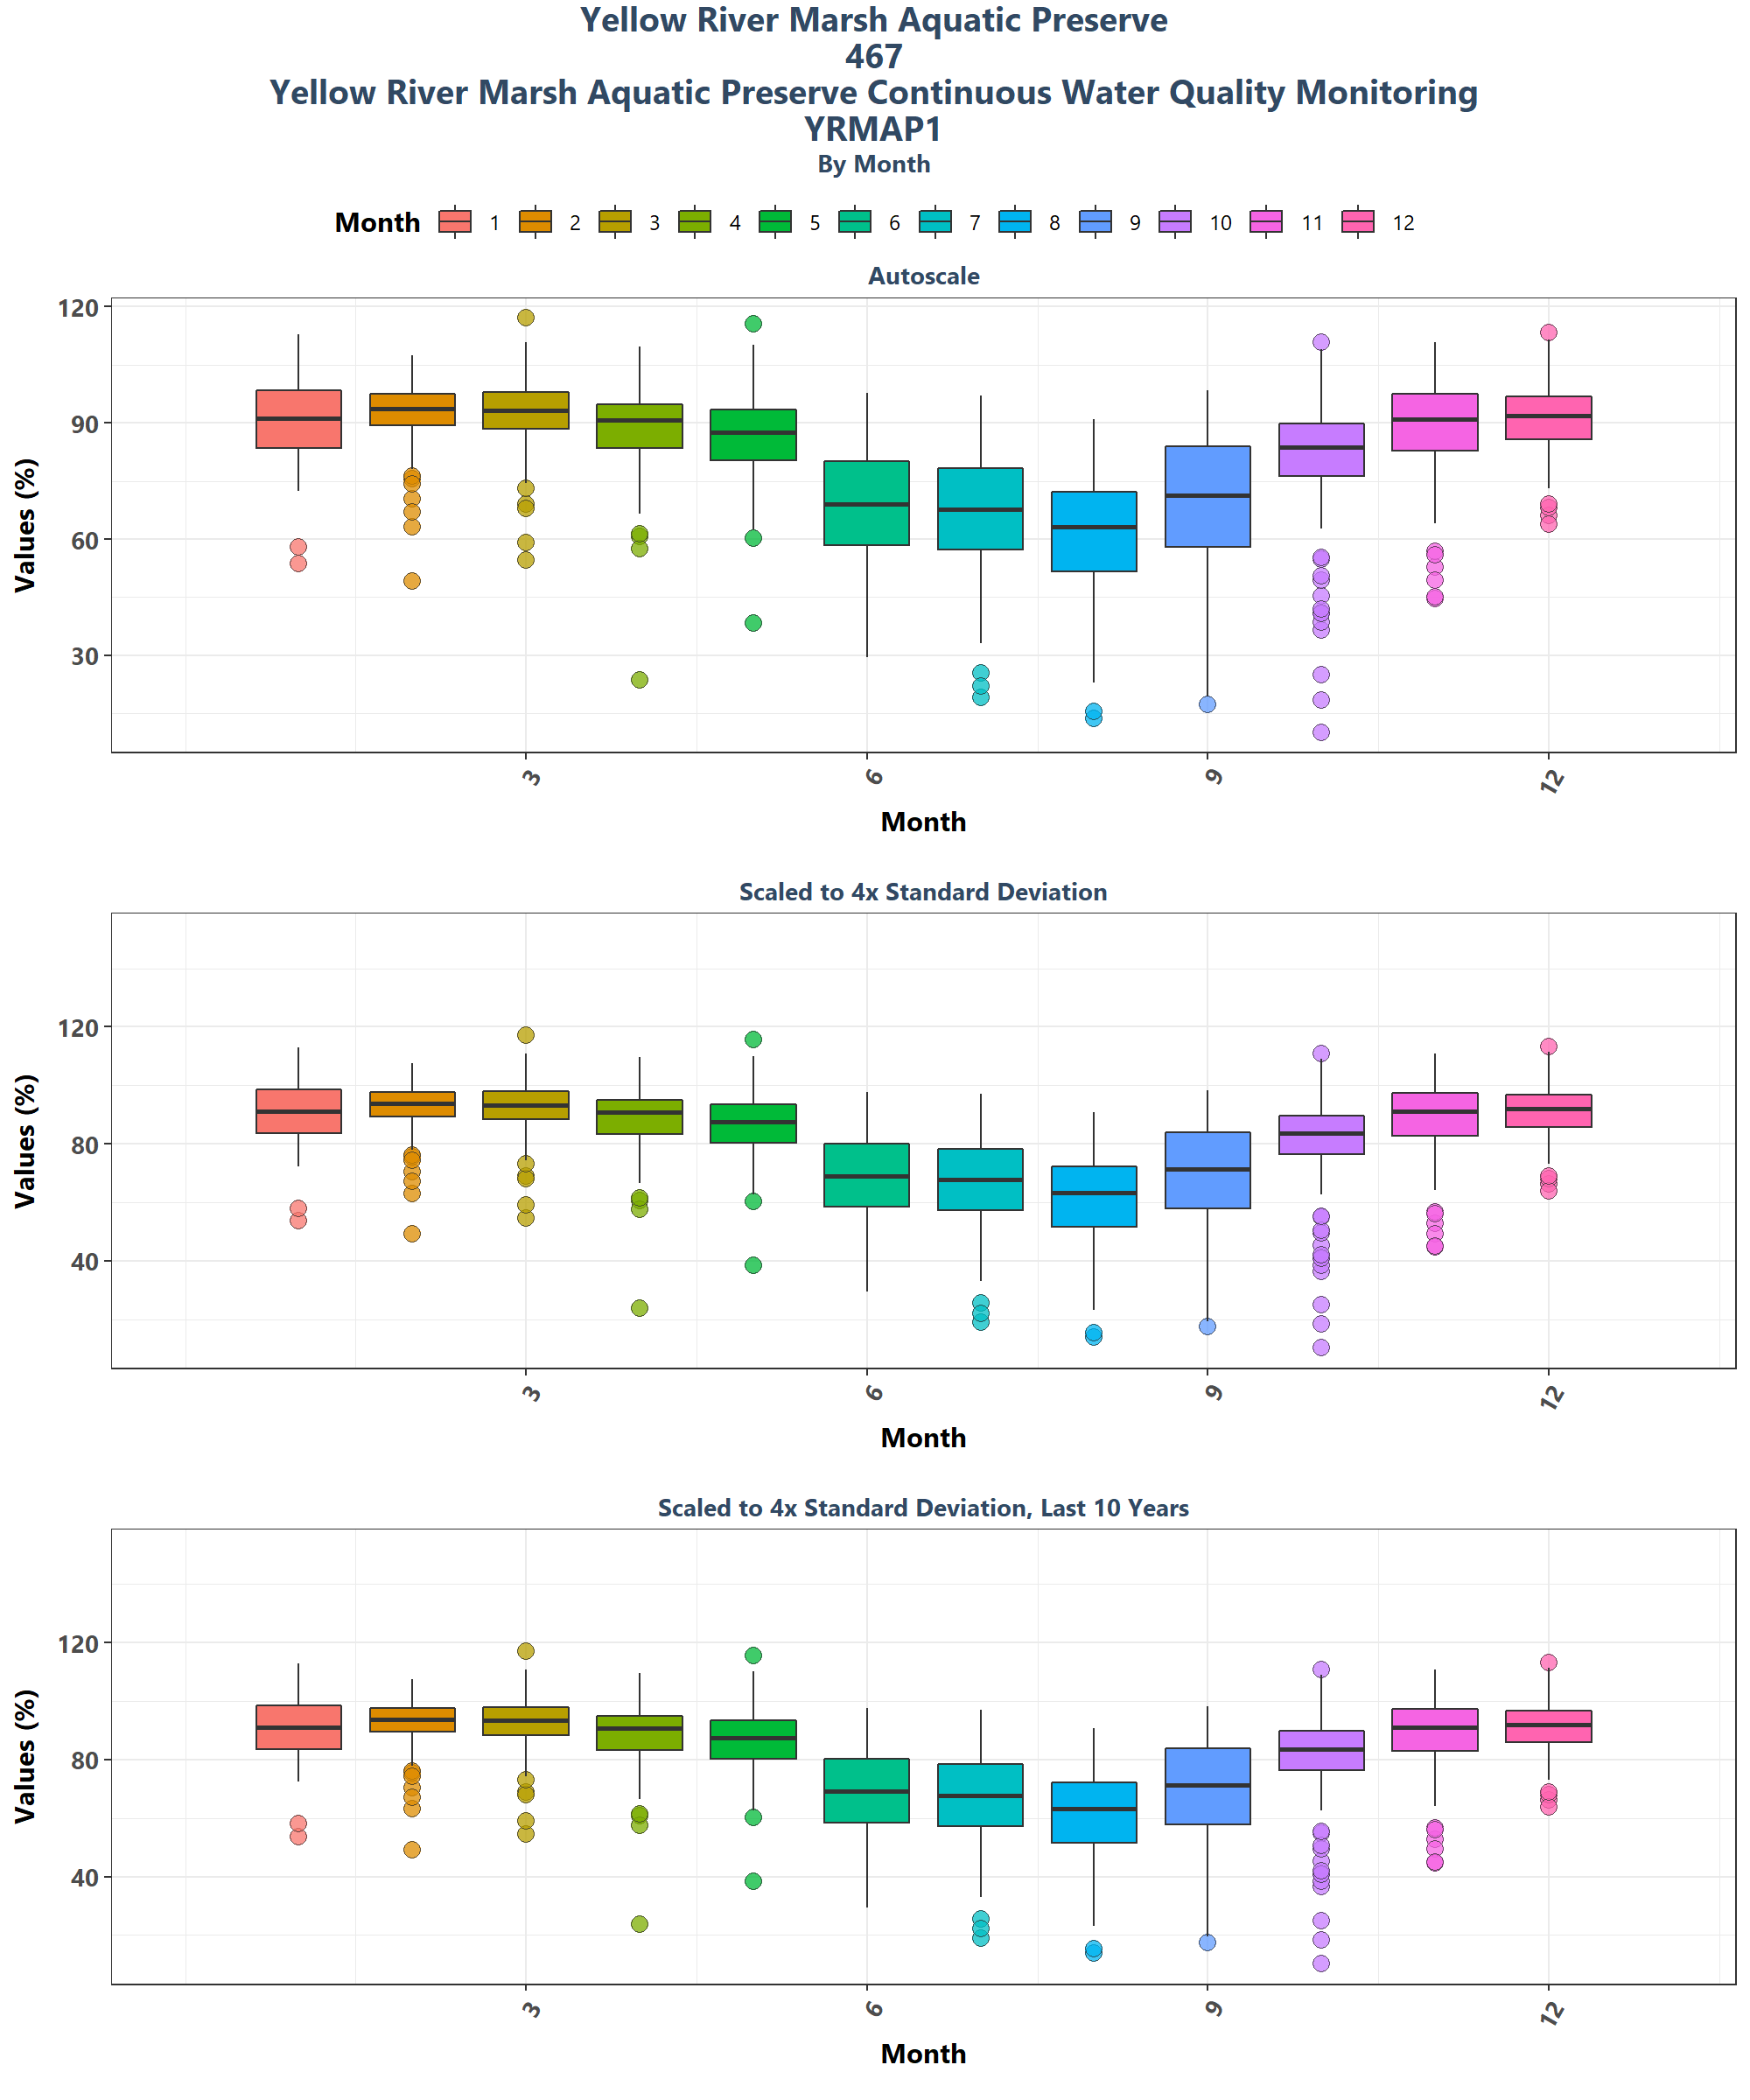 Yellow River Marsh Aquatic Preserve
467
Yellow River Marsh Aquatic Preserve Continuous Water Quality Monitoring
YRMAP1
By Month
Month 1 2 3 4 5 6 7 8 9 10 11 12
Autoscale
Values (%)
120
90
60
30
3 6 9 12
Month
Scaled to 4x Standard Deviation
Values (%)
120
80
40
3 6 9 12
Month
Scaled to 4x Standard Deviation, Last 10 Years
Values (%)
120
80
40
3 6 9 12
Month